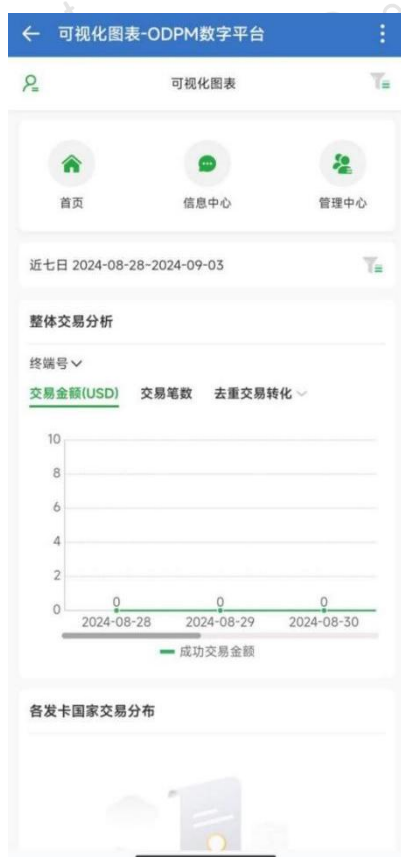 可视化图表-ODPM数字平台
可视化图表
首页 信息中心 管理中心
近七日 2024-08-28~2024-09-03
整体交易分析
终端号
交易金额(USD) 交易笔数 去重交易转化
10
8
6
4
2
0
0 0 0
2024-08-28 2024-08-29 2024-08-30
成功交易金额
各发卡国家交易分布